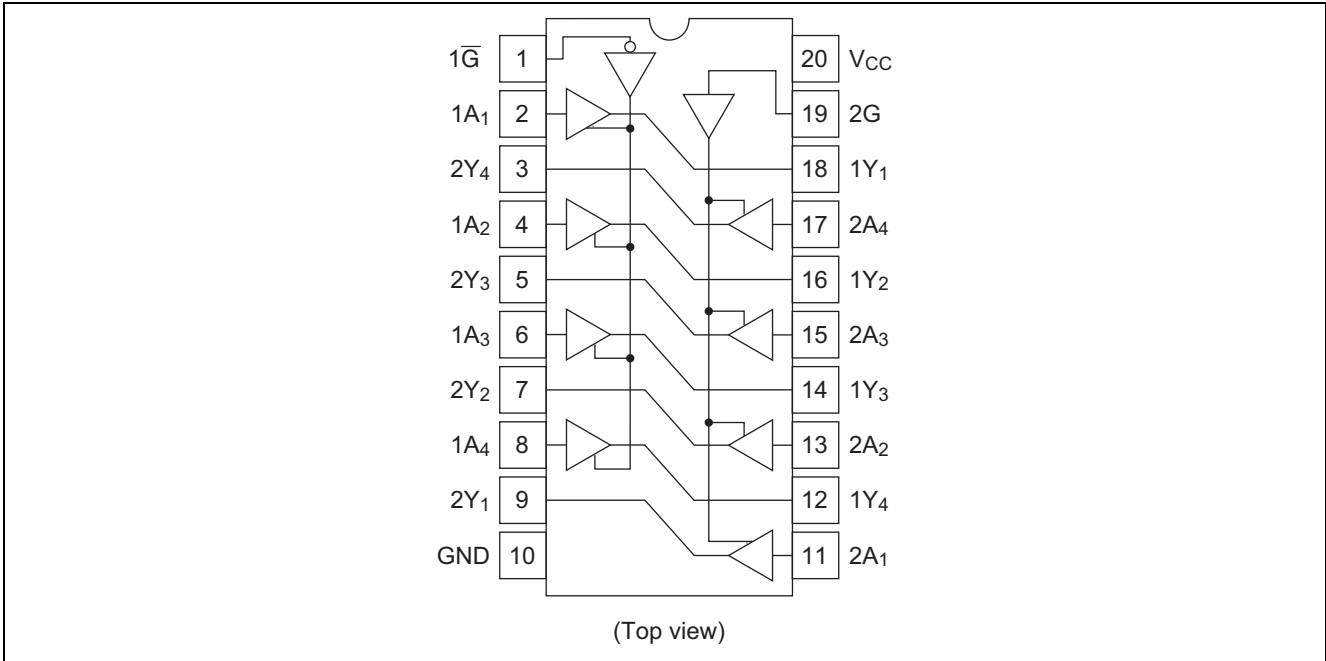 1G̅ 1 20 VCC
1A1 2 19 2G
2Y4 3 18 1Y1
1A2 4 17 2A4
2Y3 5 16 1Y2
1A3 6 15 2A3
2Y2 7 14 1Y3
1A4 8 13 2A2
2Y1 9 12 1Y4
GND 10 11 2A1
(Top view)